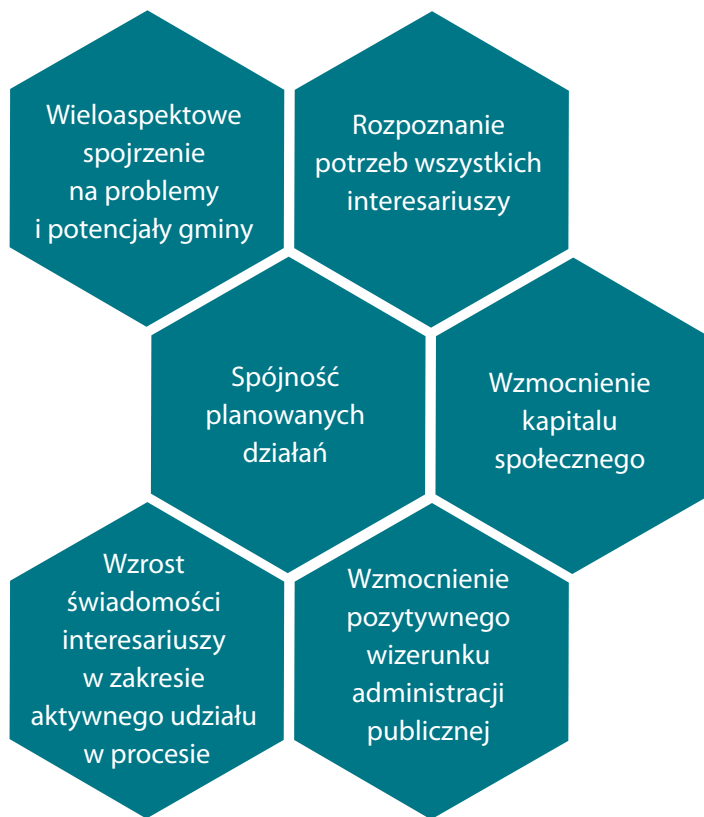 Wieloaspektowe
spojrzenie
na problemy
i potencjały gminy
Rozpoznanie
potrzeb wszystkich
interesariuszy
Spójność
planowanych
działań
Wzmocnienie
kapitalu
społecznego
Wzrost
świadomości
interesariuszy
w zakresie
aktywnego udziału
w procesie
Wzmocnienie
pozytywnego
wizerunku
administracji
publicznej